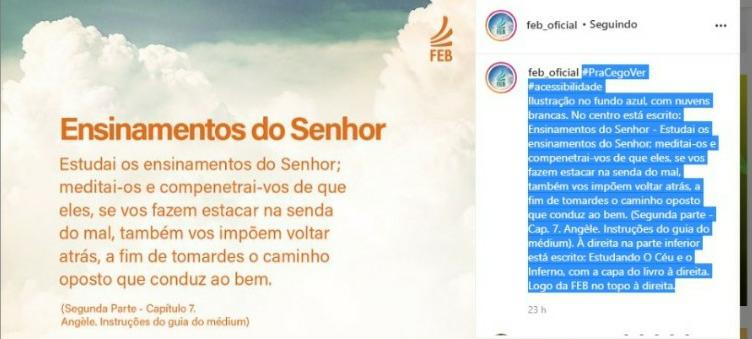 FEB
Ensinamentos do Senhor
Estudai os ensinamentos do Senhor;
meditai-os e compenetrai-vos de que
eles, se vos fazem estacar na senda
do mal, também vos impõem voltar
atrás, a fim de tomardes o caminho
oposto que conduz ao bem.
(Segunda Parte - Capítulo 7.
Angèle. Instruções do guia do médium)
feb_oficial • Seguindo
feb_oficial #PraCegoVer
#acessibilidade
Ilustração no fundo azul, com nuvens
brancas. No centro está escrito:
Ensinamentos do Senhor - Estudai os
ensinamentos do Senhor; meditai-os e
compenetrai-vos de que eles, se vos
fazem estacar na senda do mal,
também vos impõem voltar atrás, a
fim de tomardes o caminho oposto
que conduz ao bem. (Segunda parte -
Cap. 7. Angèle. Instruções do guia do
médium). À direita na parte inferior
está escrito: Estudando O Céu e o
Inferno, com a capa do livro à direita.
Logo da FEB no topo à direita.
23 h